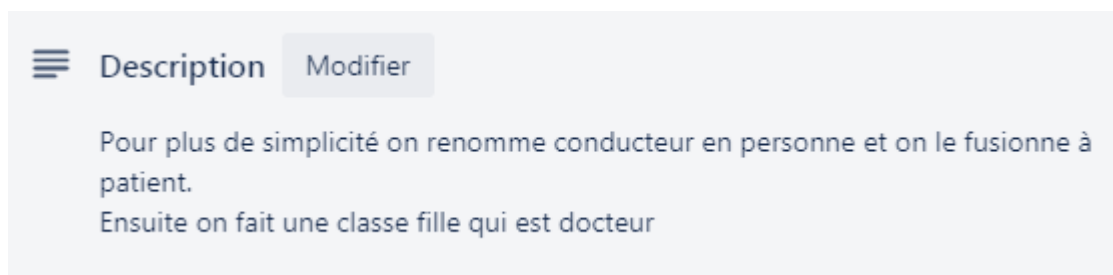 Description Modifier
Pour plus de simplicité on renomme conducteur en personne et on le fusionne à
patient.
Ensuite on fait une classe fille qui est docteur